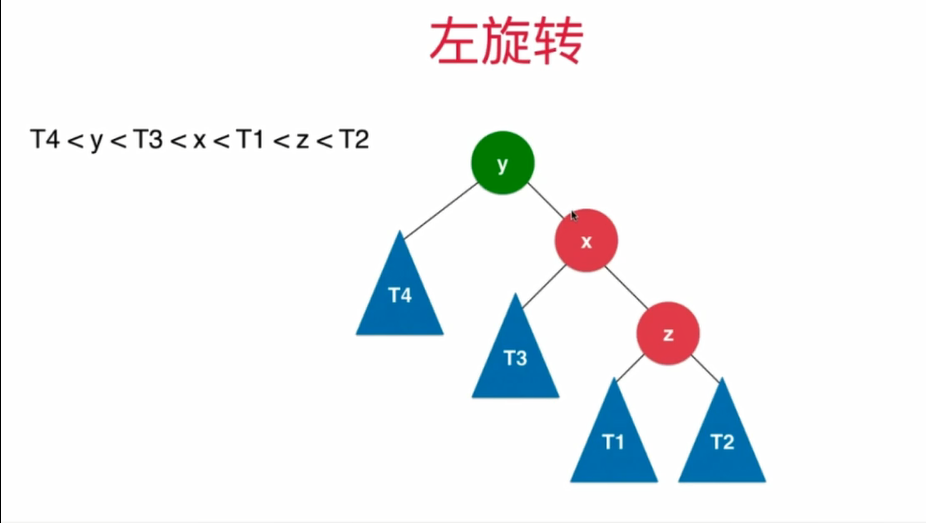 左旋转
T4 < y < T3 < x < T1 < z < T2
y
x
T4
z
T3
T1
T2